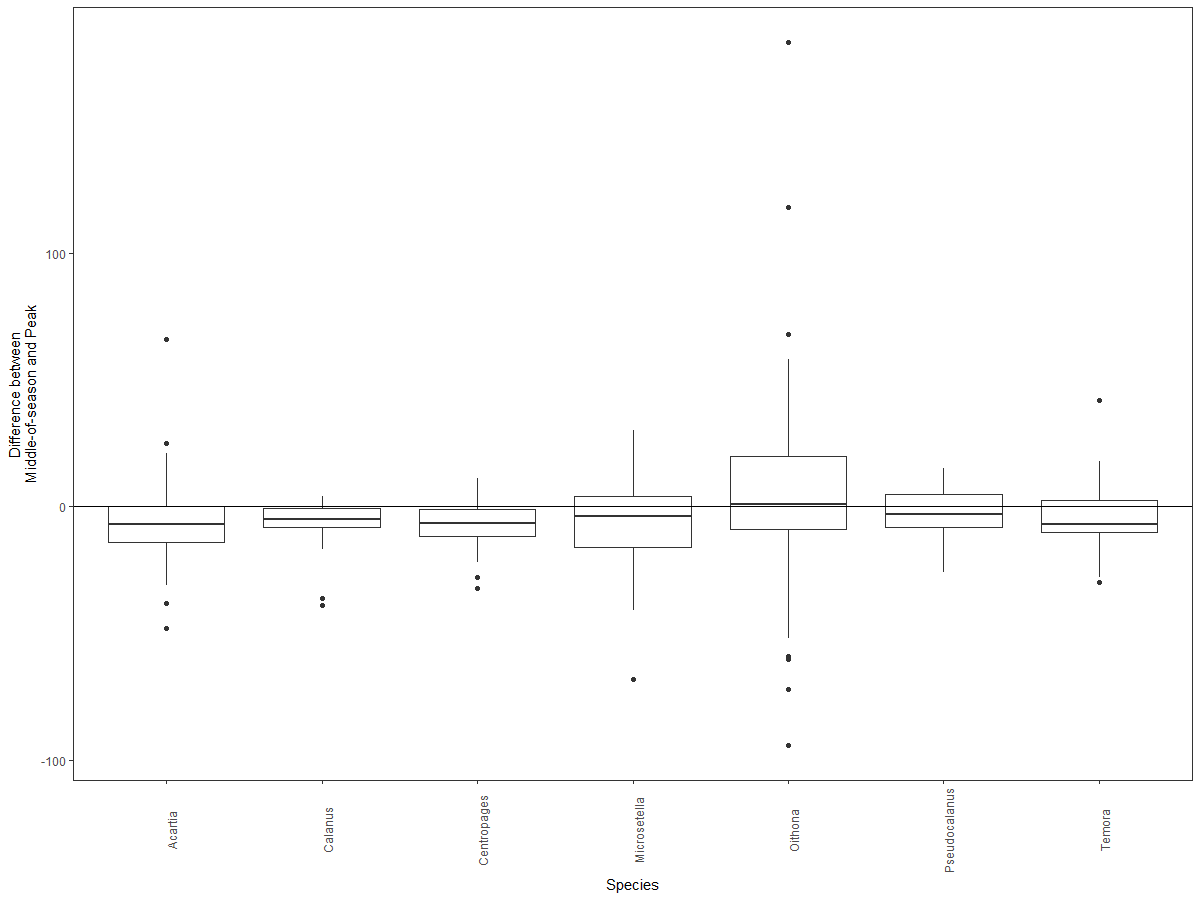 Difference between
Middle-of-season and Peak
100
0
-100
Acartia
Calanus
Centropages
Microsetella
Oithona
Pseudocalanus
Temora
Species